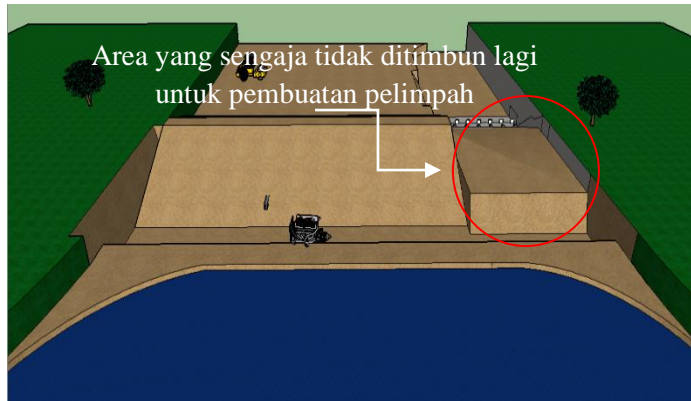 Area yang sengaja tidak ditimbun lagi
untuk pembuatan pelimpah